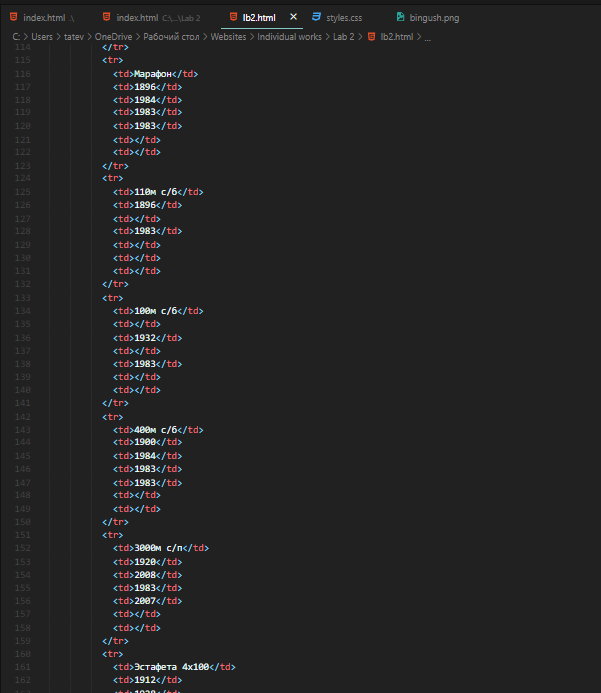 index.html .\ index.html C:\...\Lab 2 lb2.html × styles.css bingush.png
C: > Users > tatev > OneDrive > Рабочий стол > Websites > Individual works > Lab 2 > lb2.html > ...
114 </tr>
115 <tr>
116 <td>Марафон</td>
117 <td>1896</td>
118 <td>1984</td>
119 <td>1983</td>
120 <td>1983</td>
121 <td></td>
122 <td></td>
123 </tr>
124 <tr>
125 <td>110м с/б</td>
126 <td>1896</td>
127 <td></td>
128 <td>1983</td>
129 <td></td>
130 <td></td>
131 <td></td>
132 </tr>
133 <tr>
134 <td>100м с/б</td>
135 <td></td>
136 <td>1932</td>
137 <td></td>
138 <td>1983</td>
139 <td></td>
140 <td></td>
141 </tr>
142 <tr>
143 <td>400м с/б</td>
144 <td>1900</td>
145 <td>1984</td>
146 <td>1983</td>
147 <td>1983</td>
148 <td></td>
149 <td></td>
150 </tr>
151 <tr>
152 <td>3000м с/п</td>
153 <td>1920</td>
154 <td>2008</td>
155 <td>1983</td>
156 <td>2007</td>
157 <td></td>
158 <td></td>
159 </tr>
160 <tr>
161 <td>Эстафета 4x100</td>
162 <td>1912</td>